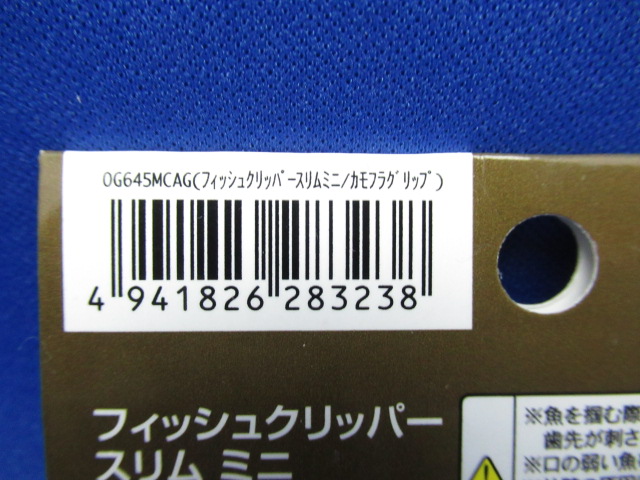 OG645MCAG(ﾌｨｯｼｭｸﾘｯﾊﾟｰｽﾘﾑﾐﾆ/ｶﾓﾌﾗｸﾞﾘｯﾌﾟ)
4 941826 283238
フィッシュクリッパー
スリム ミニ
※魚を掴む際
歯先が刺さ
※口の弱い魚